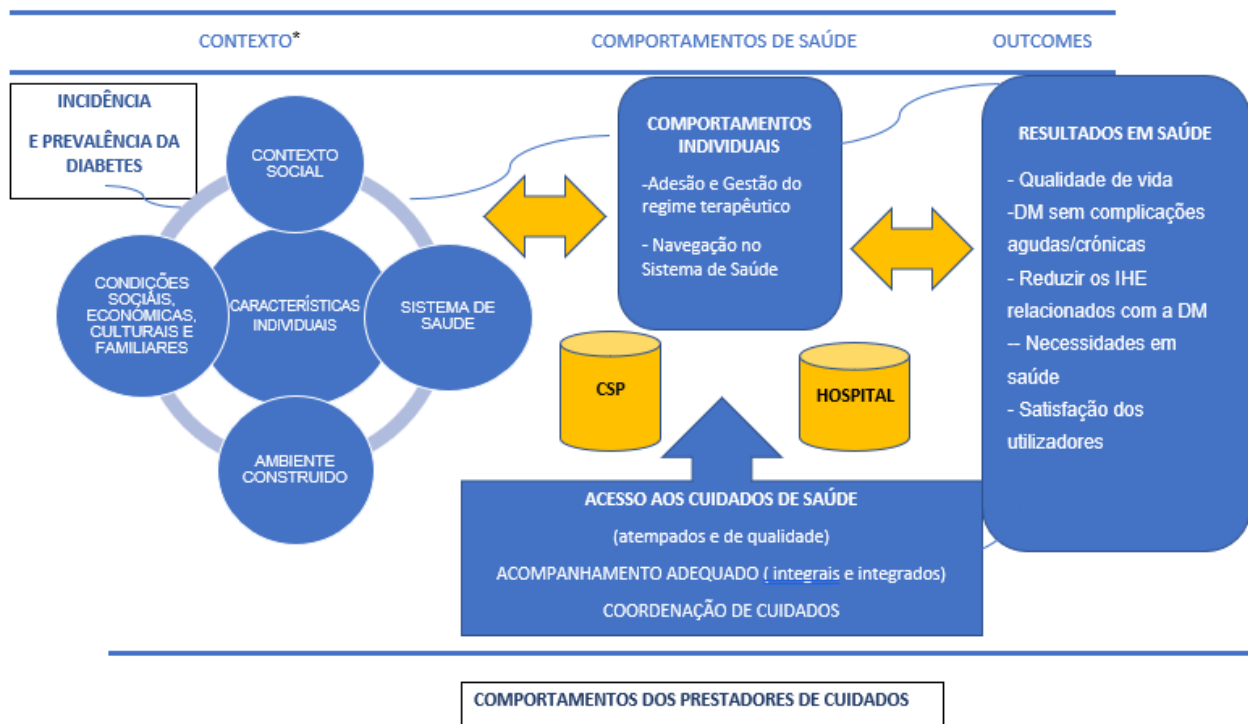 CONTEXTO*
COMPORTAMENTOS DE SAÚDE
OUTCOMES
INCIDÊNCIA
E PREVALÊNCIA DA
DIABETES
CONTEXTO
SOCIAL
CONDIÇÕES
SOCIAIS,
ECONÓMICAS,
CULTURAIS E
FAMILIARES
CARACTERÍSTICAS
INDIVIDUAIS
SISTEMA DE
SAUDE
AMBIENTE
CONSTRUIDO
COMPORTAMENTOS
INDIVIDUAIS
-Adesão e Gestão do
regime terapêutico
- Navegação no
Sistema de Saúde
CSP
HOSPITAL
ACESSO AOS CUIDADOS DE SAÚDE
(atempados e de qualidade)
ACOMPANHAMENTO ADEQUADO ( integrais e integrados)
COORDENAÇÃO DE CUIDADOS
RESULTADOS EM SAÚDE
- Qualidade de vida
-DM sem complicações
agudas/crónicas
- Reduzir os IHE
relacionados com a DM
-- Necessidades em
saúde
- Satisfação dos
utilizadores
COMPORTAMENTOS DOS PRESTADORES DE CUIDADOS